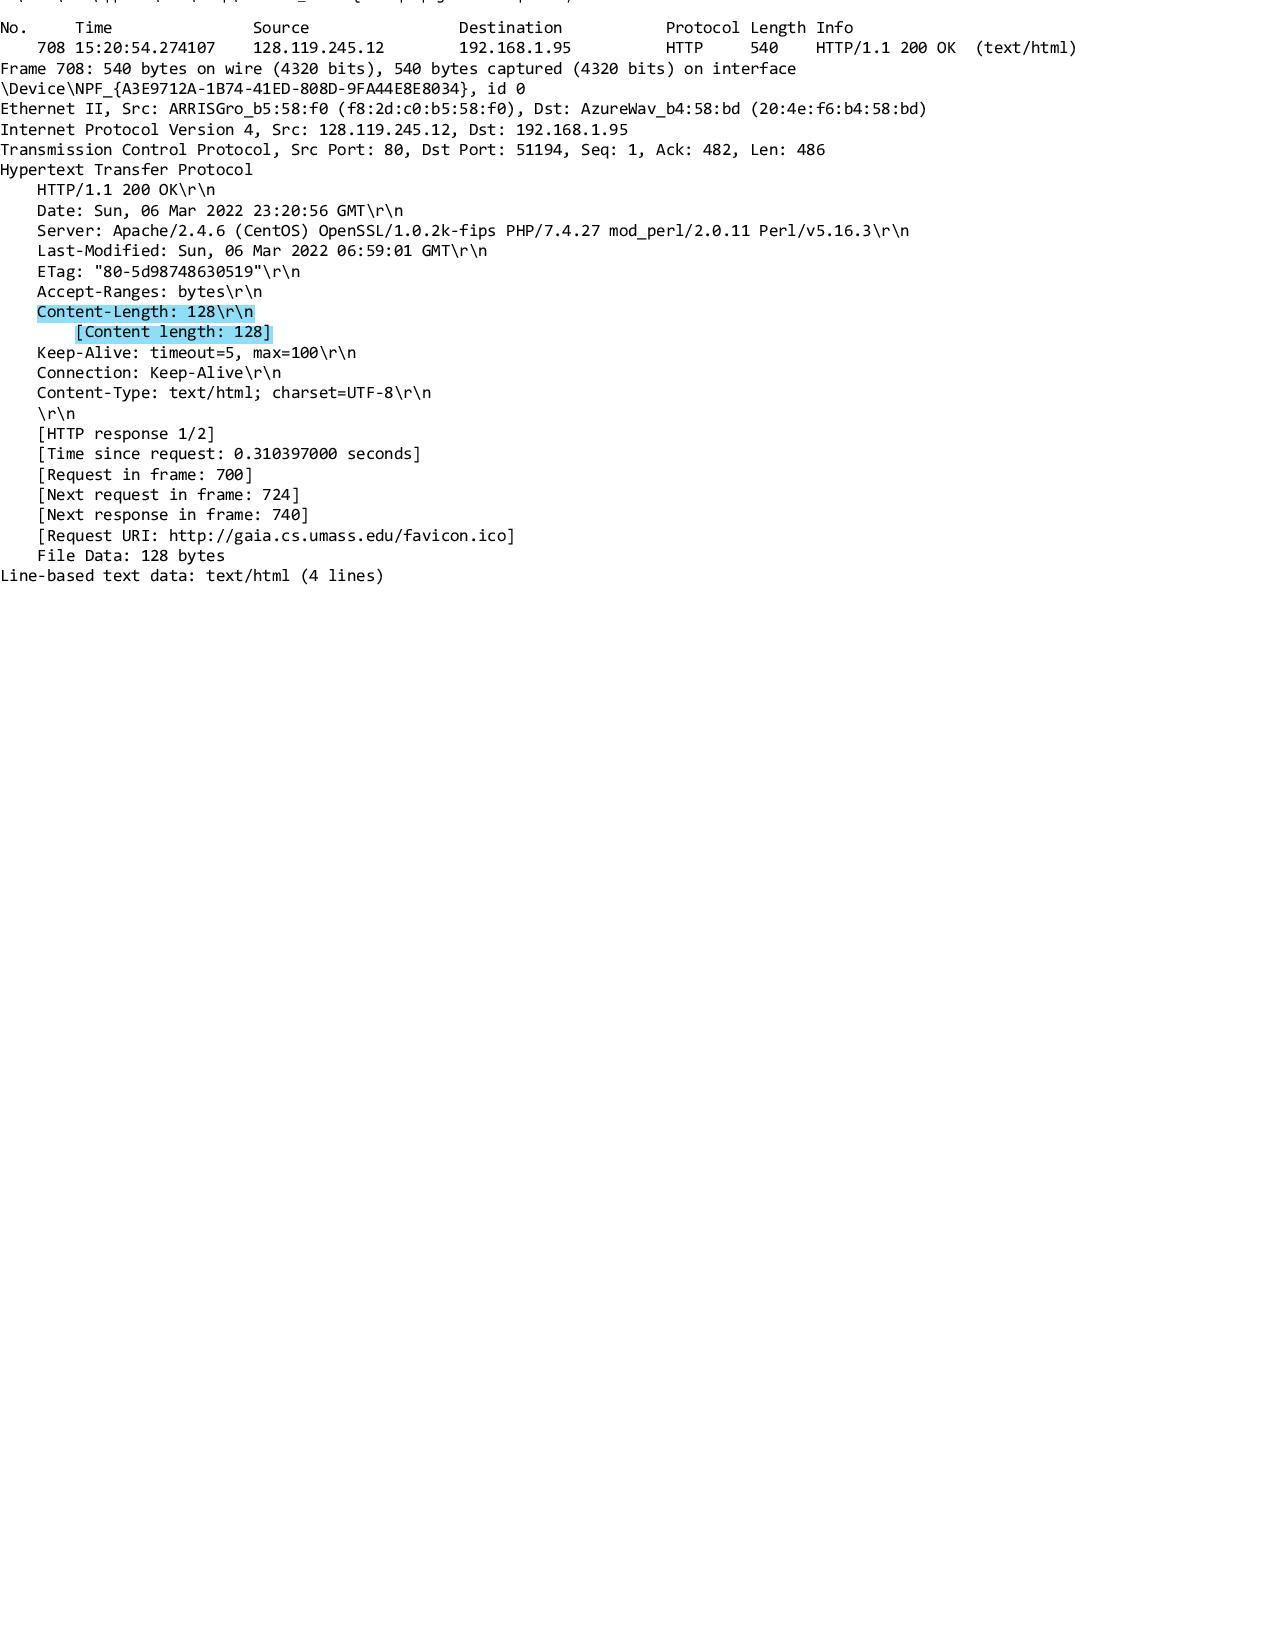 No.     Time               Source                Destination           Protocol Length Info
    708 15:20:54.274107    128.119.245.12        192.168.1.95          HTTP     540    HTTP/1.1 200 OK  (text/html)
Frame 708: 540 bytes on wire (4320 bits), 540 bytes captured (4320 bits) on interface
\Device\NPF_{A3E9712A-1B74-41ED-808D-9FA44E8E8034}, id 0
Ethernet II, Src: ARRISGro_b5:58:f0 (f8:2d:c0:b5:58:f0), Dst: AzureWav_b4:58:bd (20:4e:f6:b4:58:bd)
Internet Protocol Version 4, Src: 128.119.245.12, Dst: 192.168.1.95
Transmission Control Protocol, Src Port: 80, Dst Port: 51194, Seq: 1, Ack: 482, Len: 486
Hypertext Transfer Protocol
    HTTP/1.1 200 OK\r\n
    Date: Sun, 06 Mar 2022 23:20:56 GMT\r\n
    Server: Apache/2.4.6 (CentOS) OpenSSL/1.0.2k-fips PHP/7.4.27 mod_perl/2.0.11 Perl/v5.16.3\r\n
    Last-Modified: Sun, 06 Mar 2022 06:59:01 GMT\r\n
    ETag: "80-5d98748630519"\r\n
    Accept-Ranges: bytes\r\n
    Content-Length: 128\r\n
        [Content length: 128]
    Keep-Alive: timeout=5, max=100\r\n
    Connection: Keep-Alive\r\n
    Content-Type: text/html; charset=UTF-8\r\n
    \r\n
    [HTTP response 1/2]
    [Time since request: 0.310397000 seconds]
    [Request in frame: 700]
    [Next request in frame: 724]
    [Next response in frame: 740]
    [Request URI: http://gaia.cs.umass.edu/favicon.ico]
    File Data: 128 bytes
Line-based text data: text/html (4 lines)